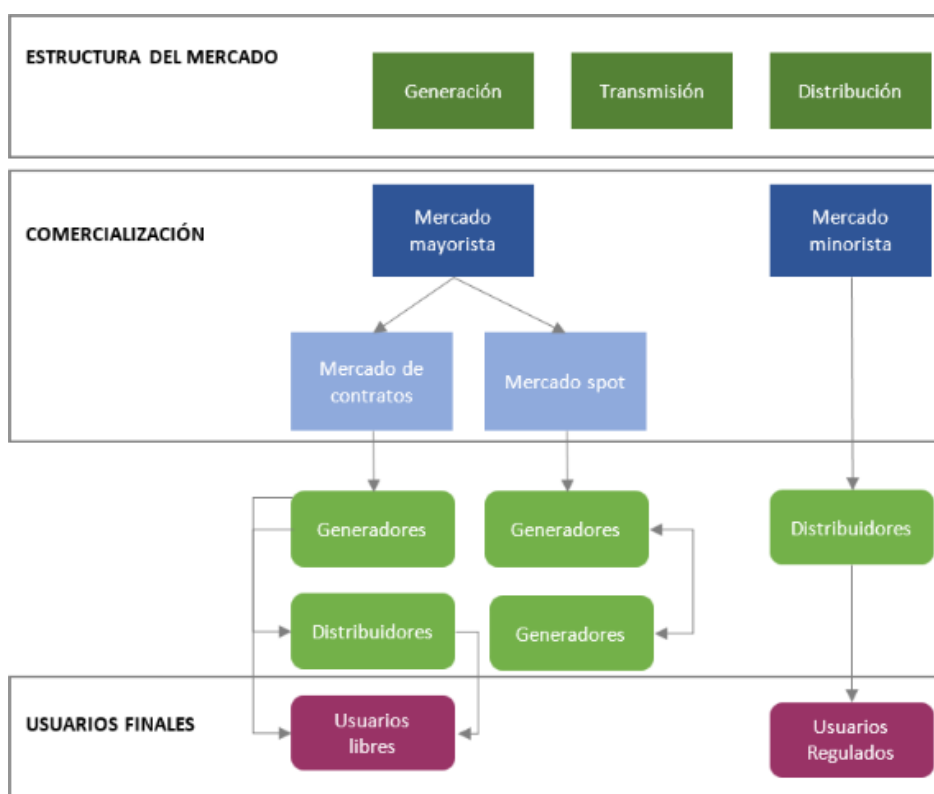 ESTRUCTURA DEL MERCADO
Generación
Transmisión
Distribución
COMERCIALIZACIÓN
Mercado
mayorista
Mercado
minorista
Mercado de
contratos
Mercado spot
Generadores
Generadores
Distribuidores
Distribuidores
Generadores
USUARIOS FINALES
Usuarios
libres
Usuarios
Regulados